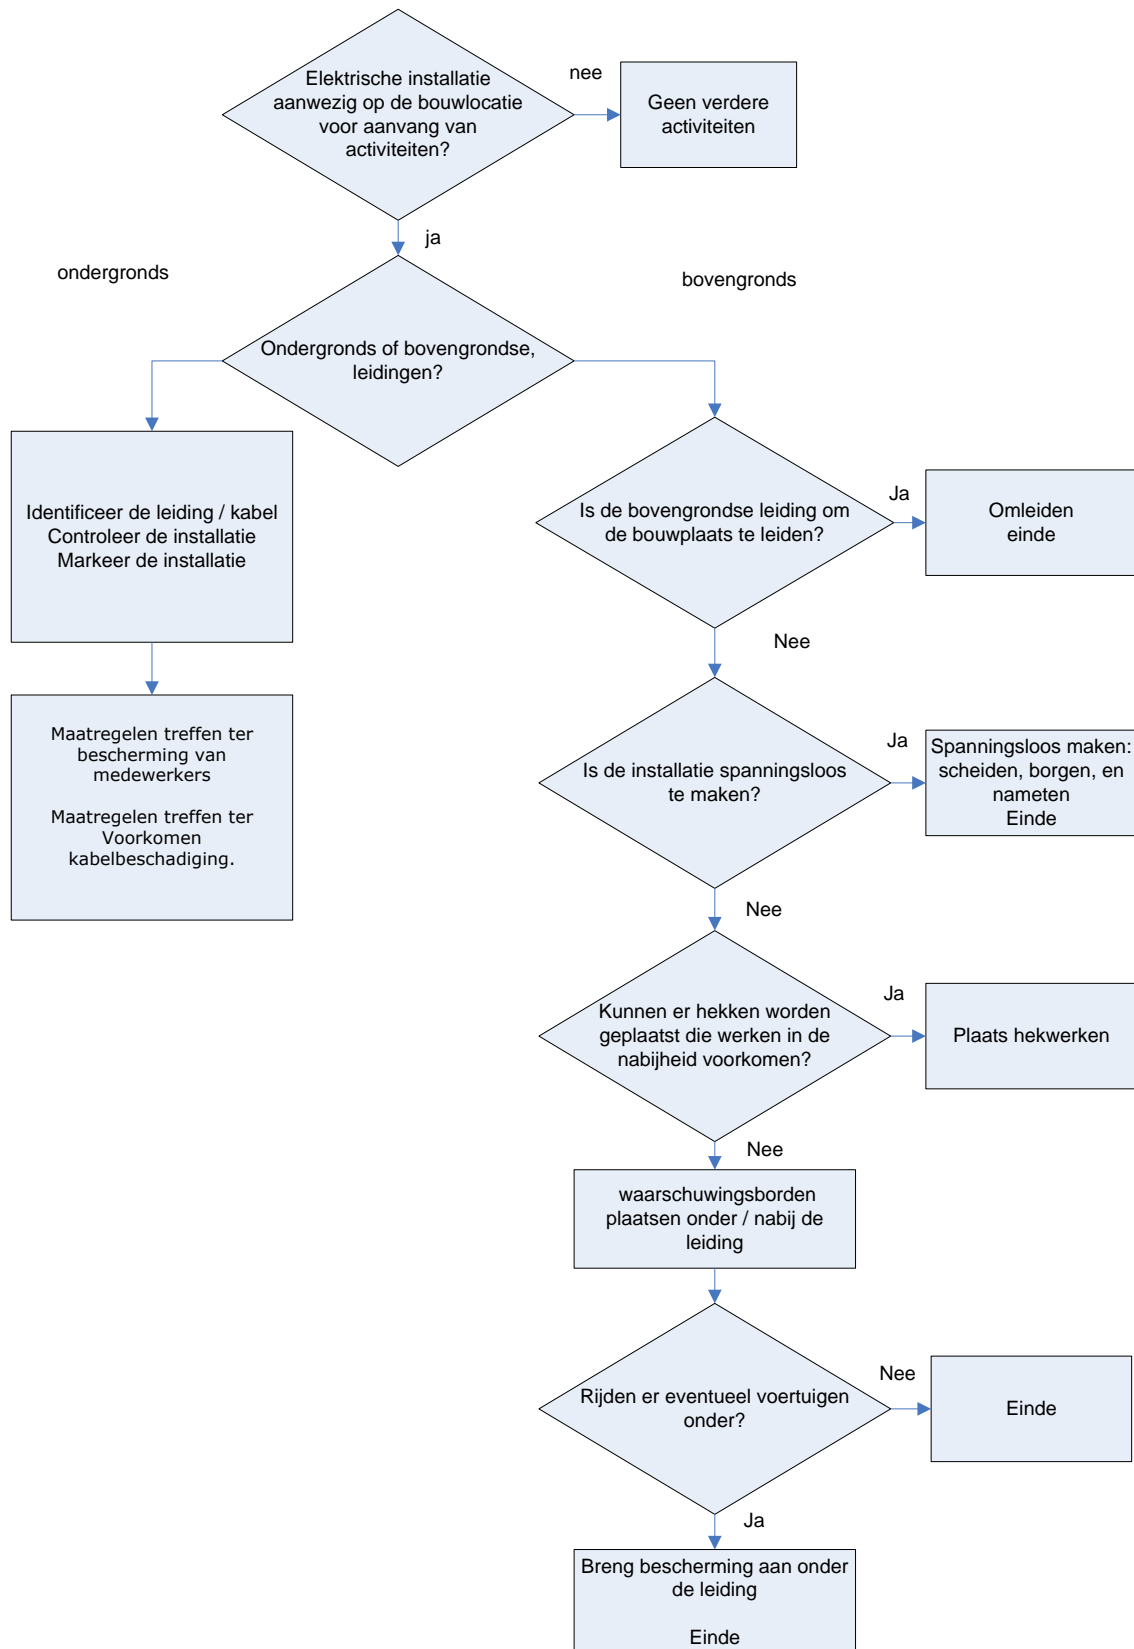 Elektrische installatie
aanwezig op de bouwlocatie
voor aanvang van
activiteiten?
nee
Geen verdere
activiteiten
ja
ondergronds
bovengronds
Ondergronds of bovengrondse,
leidingen?
Identificeer de leiding / kabel
Controleer de installatie
Markeer de installatie
Maatregelen treffen ter
bescherming van
medewerkers
Maatregelen treffen ter
Voorkomen
kabelbeschadiging.
Is de bovengrondse leiding om
de bouwplaats te leiden?
Ja
Omleiden
einde
Nee
Is de installatie spanningsloos
te maken?
Ja
Spanningsloos maken:
scheiden, borgen, en
nameten
Einde
Nee
Kunnen er hekken worden
geplaatst die werken in de
nabijheid voorkomen?
Ja
Plaats hekwerken
Nee
waarschuwingsborden
plaatsen onder / nabij de
leiding
Rijden er eventueel voertuigen
onder?
Nee
Einde
Ja
Breng bescherming aan onder
de leiding
Einde